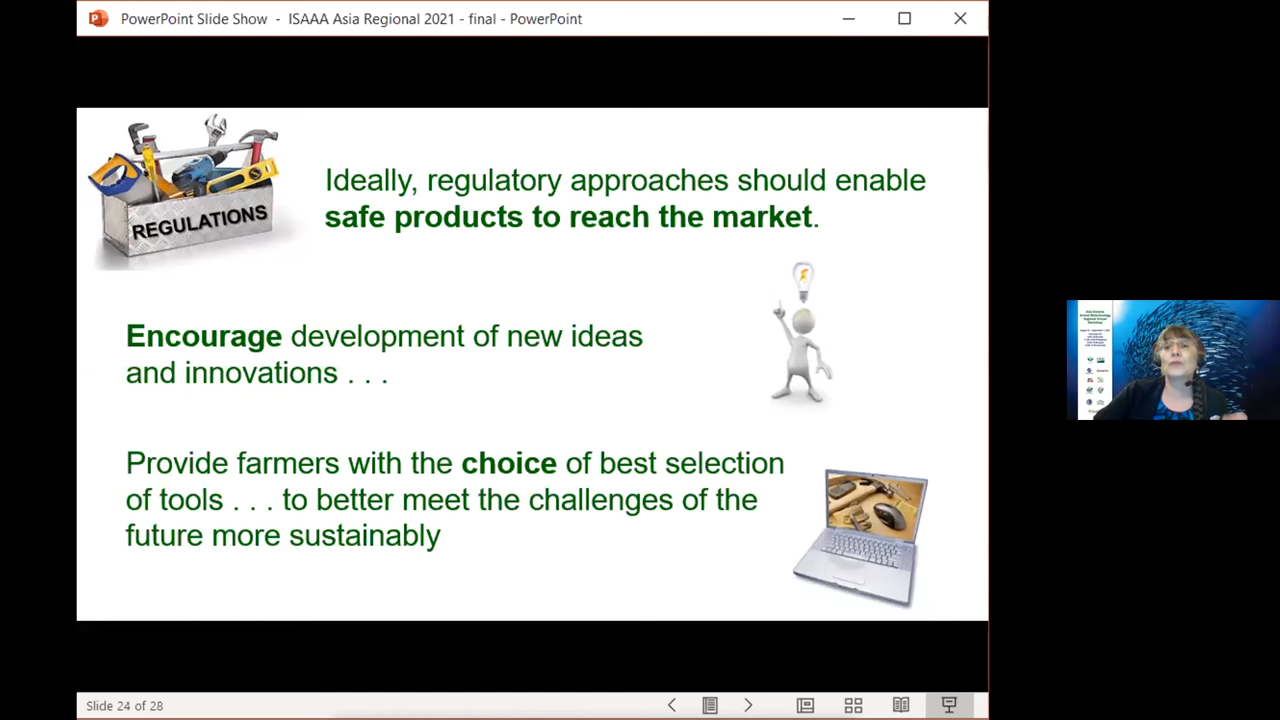 PowerPoint Slide Show - ISAAA Asia Regional 2021 - final - PowerPoint
REGULATIONS
Ideally, regulatory approaches should enable
safe products to reach the market.
Encourage development of new ideas
and innovations . . .
Provide farmers with the choice of best selection
of tools . . . to better meet the challenges of the
future more sustainably
Slide 24 of 28